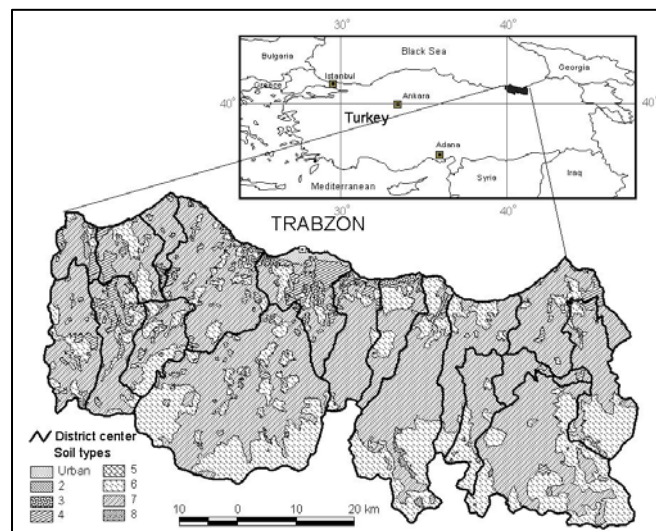 30° 40°
Black Sea
Bulgaria
Georgia
Istanbul
Greece
40° 40°
Ankara
Turkey
Adana
Mediterranean
Syria
Iraq
30° 40°
TRABZON
District center
Soil types
Urban 5
2 6
3 7
4 8
10 0 10 20 km